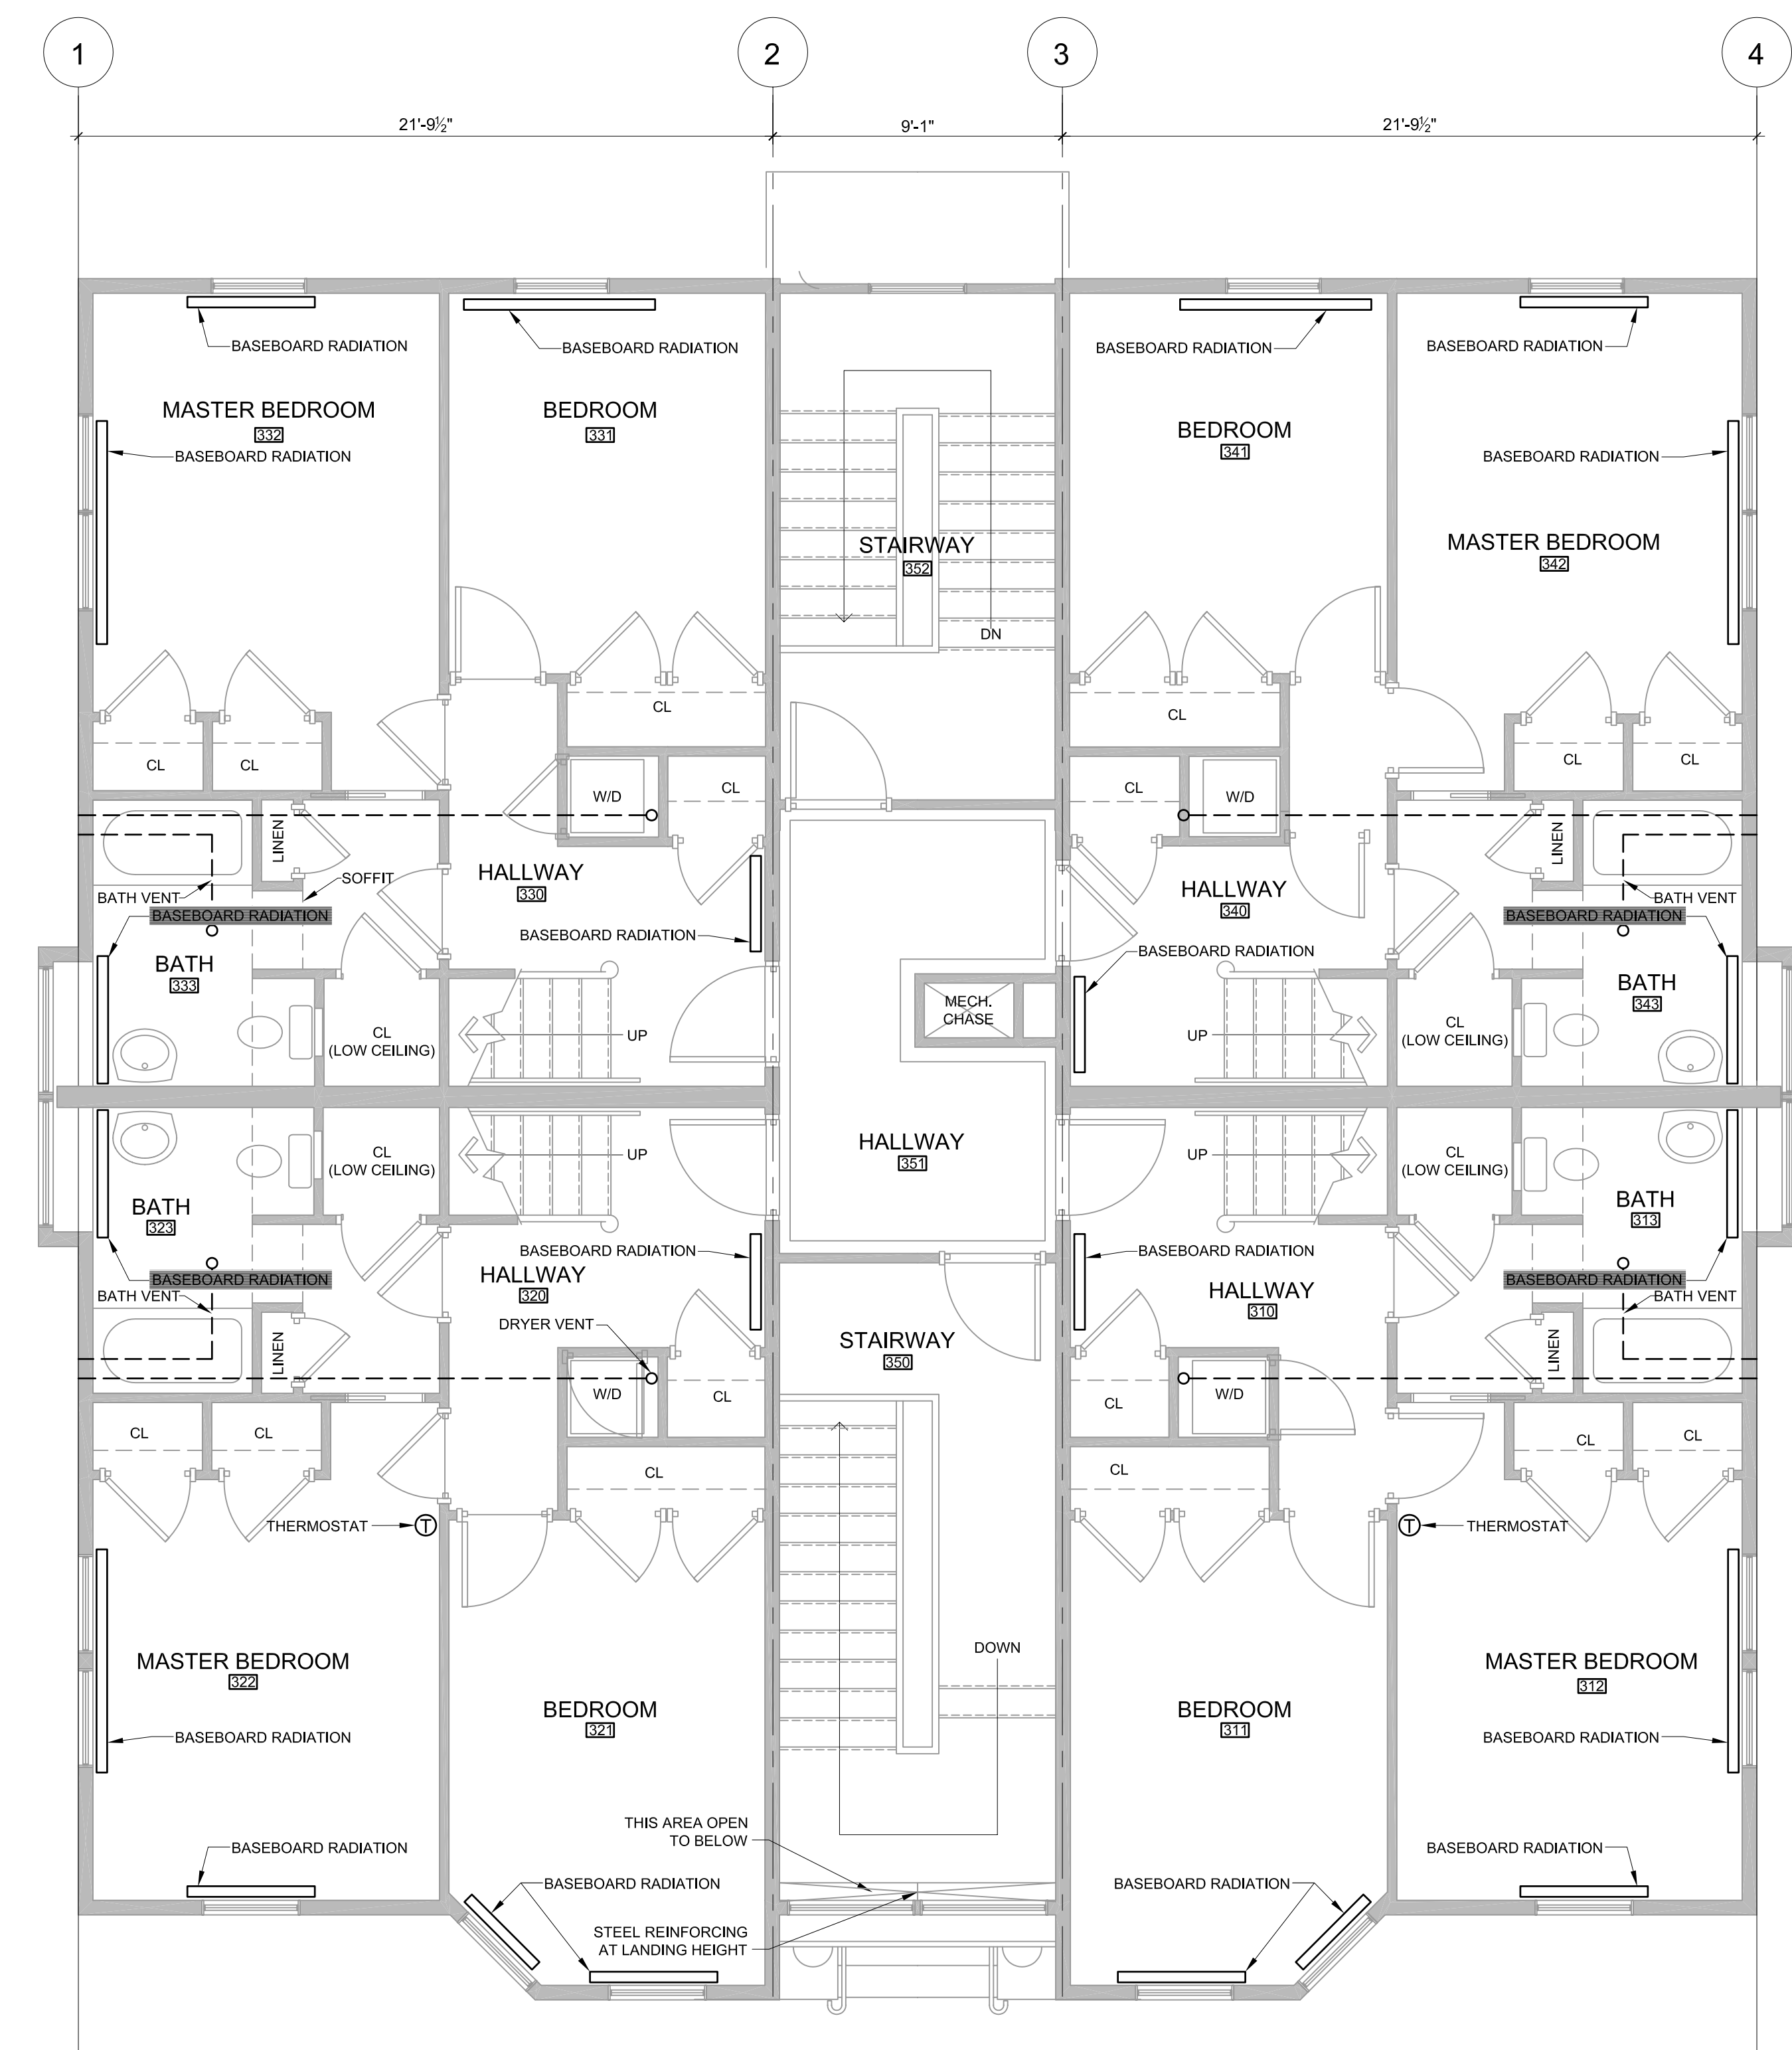 1
2
3
4
21'-9½"
9'-1"
21'-9½"
BASEBOARD RADIATION
BASEBOARD RADIATION
BASEBOARD RADIATION
BASEBOARD RADIATION
MASTER BEDROOM
332
BEDROOM
331
BEDROOM
341
BASEBOARD RADIATION
BASEBOARD RADIATION
STAIRWAY
352
MASTER BEDROOM
342
DN
CL
CL
CL
CL
CL
CL
W/D
CL
CL
W/D
LINEN
LINEN
SOFFIT
HALLWAY
330
HALLWAY
340
BATH VENT
BATH VENT
BASEBOARD RADIATION
BASEBOARD RADIATION
BASEBOARD RADIATION
BASEBOARD RADIATION
BATH
333
BATH
343
MECH.
CHASE
CL
(LOW CEILING)
UP
UP
CL
(LOW CEILING)
HALLWAY
351
CL
(LOW CEILING)
UP
UP
CL
(LOW CEILING)
BATH
323
BATH
313
BASEBOARD RADIATION
BASEBOARD RADIATION
HALLWAY
320
HALLWAY
310
BASEBOARD RADIATION
BASEBOARD RADIATION
BATH VENT
BATH VENT
DRYER VENT
STAIRWAY
350
LINEN
LINEN
W/D
CL
CL
W/D
CL
CL
CL
CL
CL
CL
THERMOSTAT
T
T
THERMOSTAT
DOWN
MASTER BEDROOM
322
MASTER BEDROOM
312
BEDROOM
321
BEDROOM
311
BASEBOARD RADIATION
BASEBOARD RADIATION
THIS AREA OPEN
TO BELOW
BASEBOARD RADIATION
BASEBOARD RADIATION
BASEBOARD RADIATION
BASEBOARD RADIATION
STEEL REINFORCING
AT LANDING HEIGHT